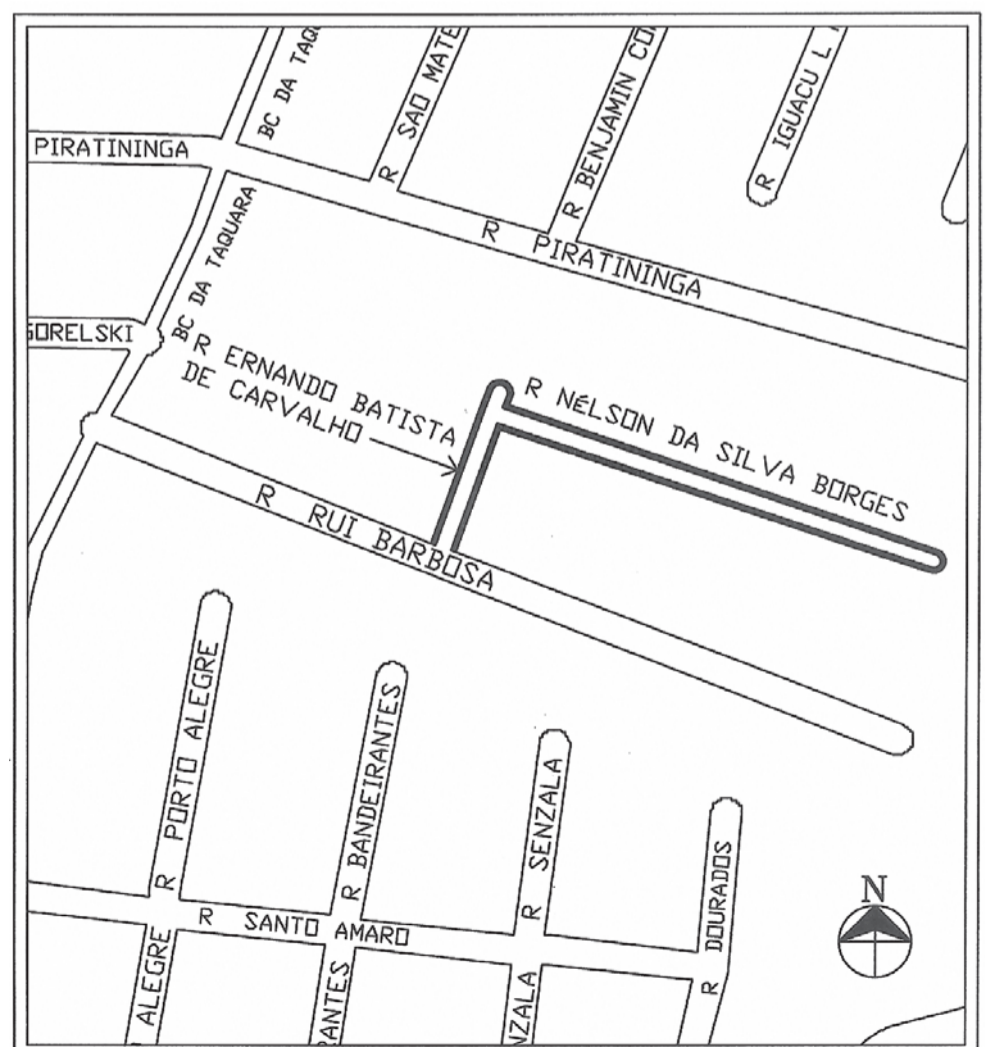 BC DA TAQU
R SAO MATE
R BENJAMIN CO
R IGUACU L
PIRATININGA
R PIRATININGA
BC DA TAQUARA
GORELSKI
R ERNANDO BATISTA
DE CARVALHO
R NÉLSON DA SILVA BORGES
R RUI BARBOSA
R PORTO ALEGRE
R BANDEIRANTES
R SENZALA
R DOURADOS
N
R SANTO AMARO
ALEGRE
RANTES
NZALA